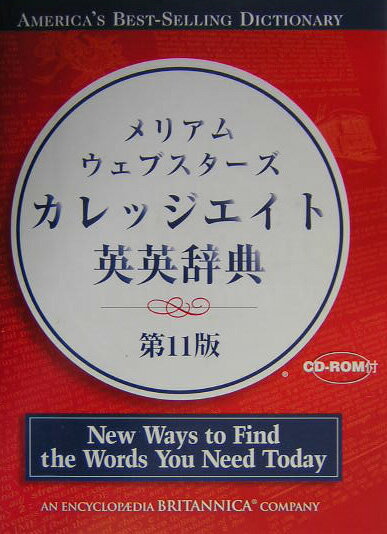 AMERICA'S BEST-SELLING DICTIONARY
メリアム
ウェブスターズ
カレッジエイト
英英辞典
第11版
CD-ROM付
New Ways to Find
the Words You Need Today
AN ENCYCLOPÆDIA BRITANNICA® COMPANY